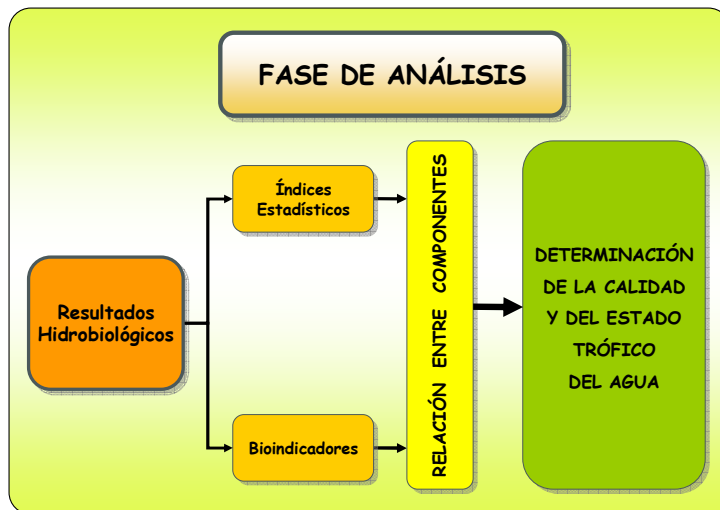 FASE DE ANÁLISIS
Índices
Estadísticos
Resultados
Hidrobiológicos
Bioindicadores
RELACIÓN ENTRE COMPONENTES
DETERMINACIÓN
DE LA CALIDAD
Y DEL ESTADO
TRÓFICO
DEL AGUA